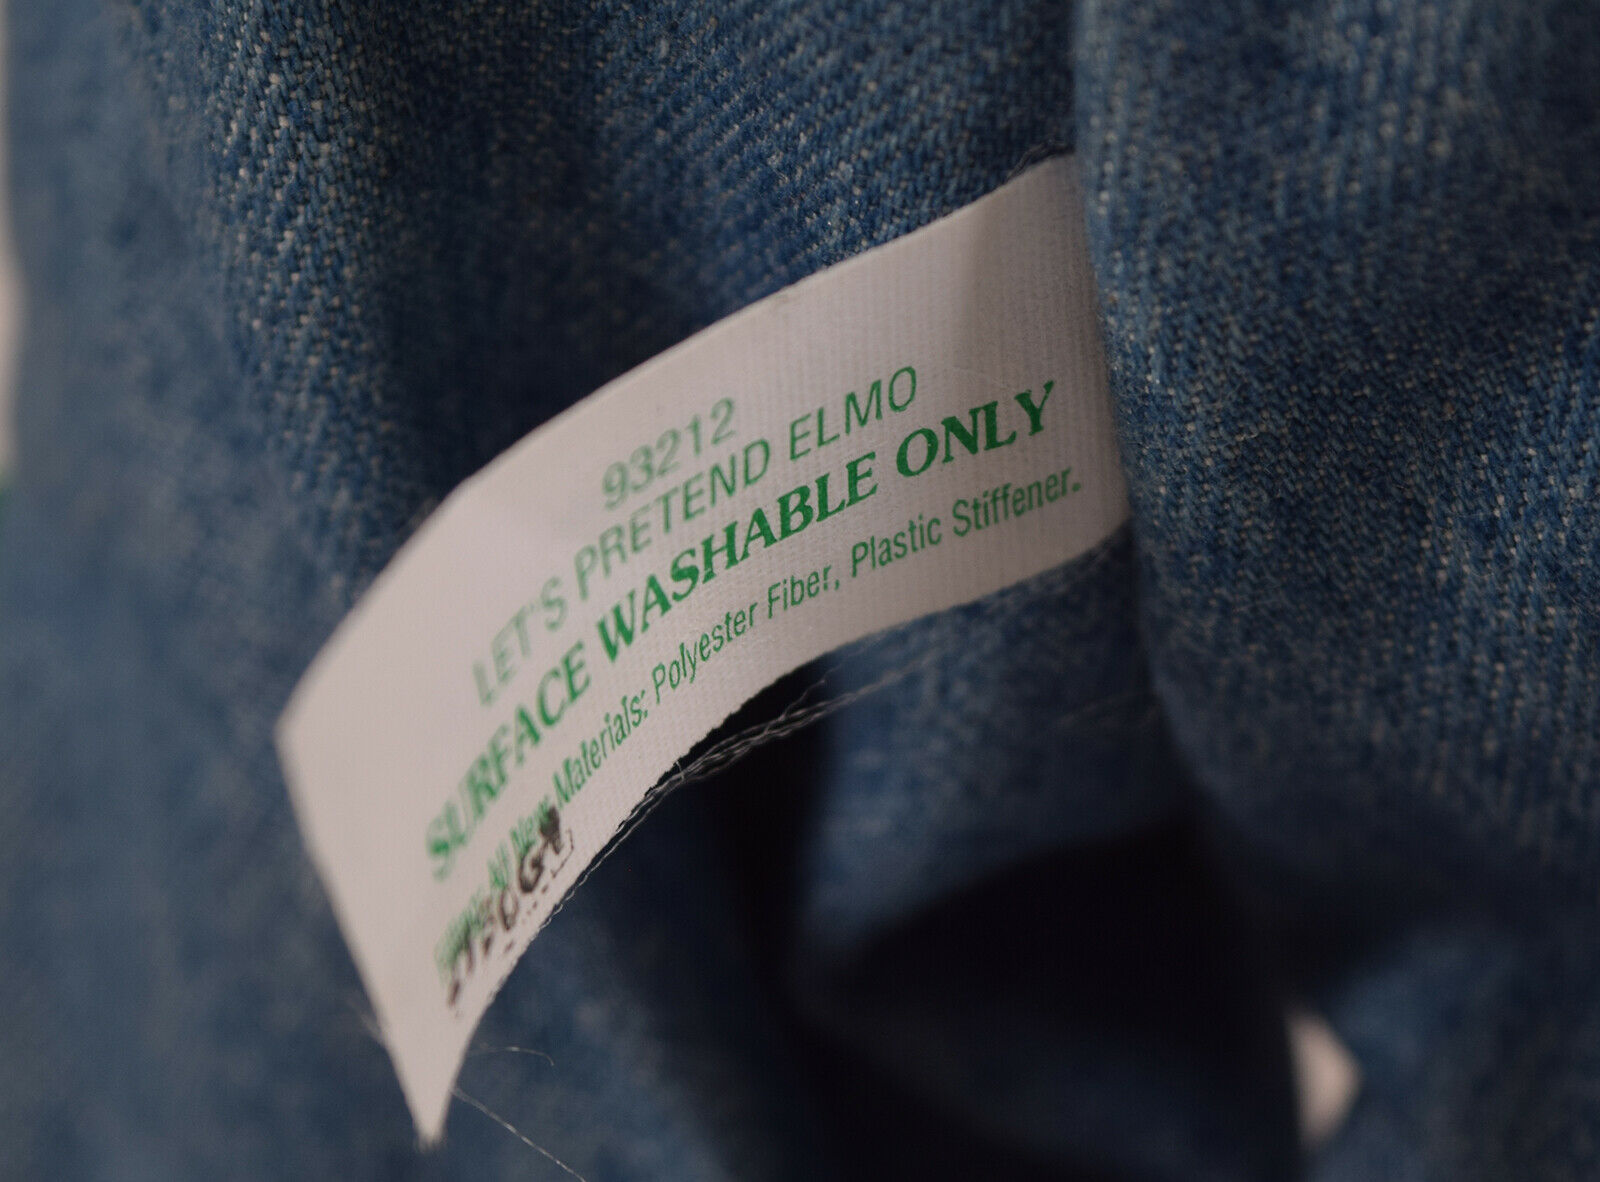 93212
LET'S PRETEND ELMO
SURFACE WASHABLE ONLY
All New Materials: Polyester Fiber, Plastic Stiffener.